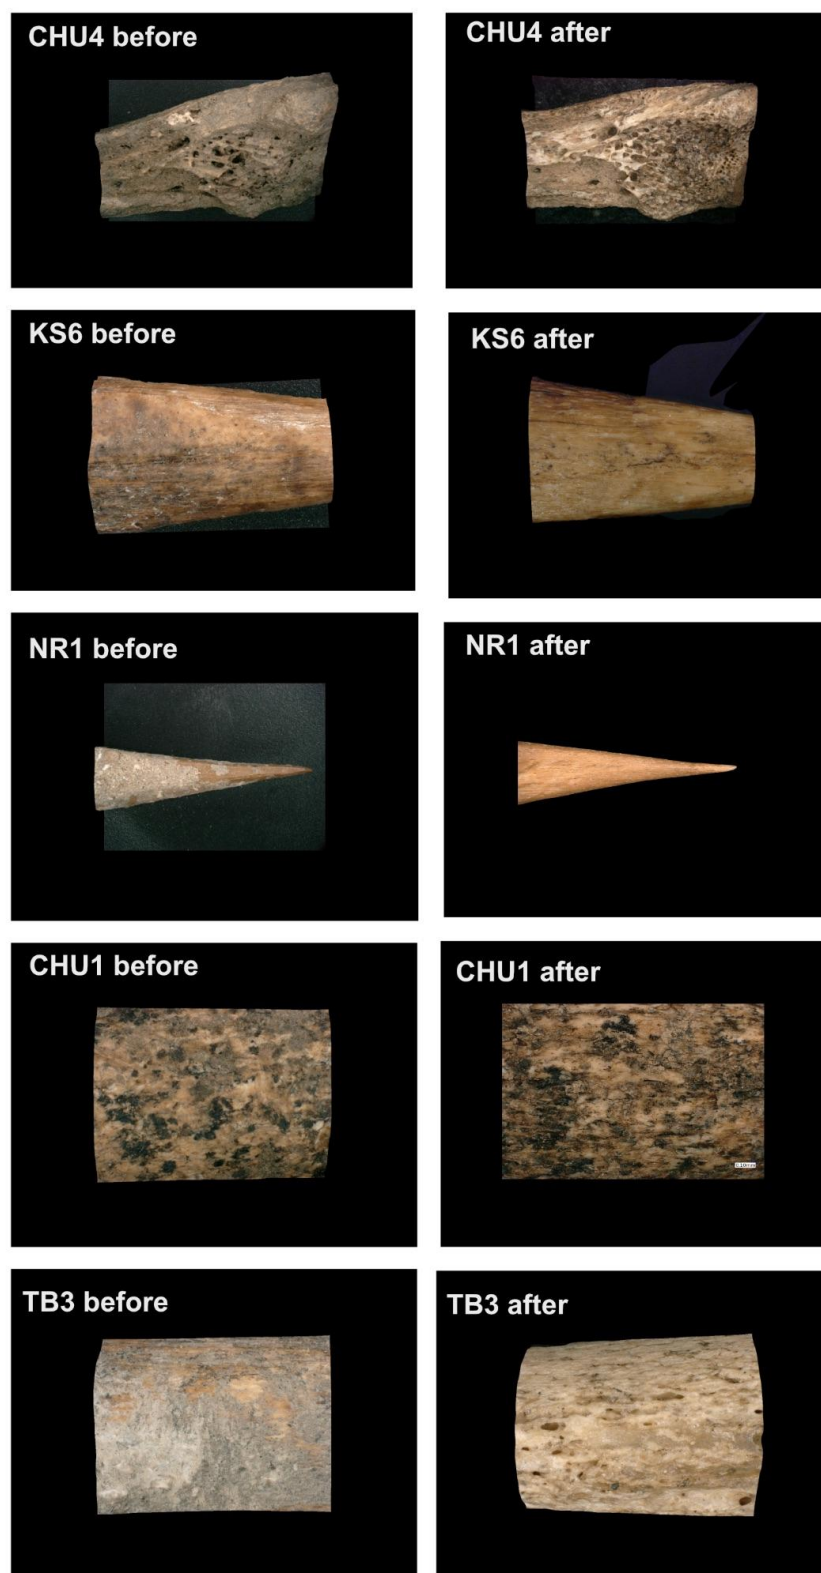 CHU4 before
CHU4 after
KS6 before
KS6 after
NR1 before
NR1 after
CHU1 before
CHU1 after
TB3 before
TB3 after